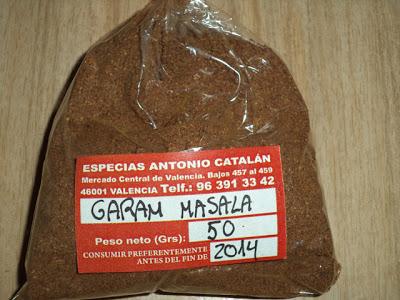 ESPECIAS ANTONIO CATALÁN
Mercado Central de Valencia. Bajos 457 al 459
46001 VALENCIA Telf.: 96 391 33 42
GARAM MASALA
Peso neto (Grs): 50
CONSUMIR PREFERENTEMENTE
ANTES DEL FIN DE 2014